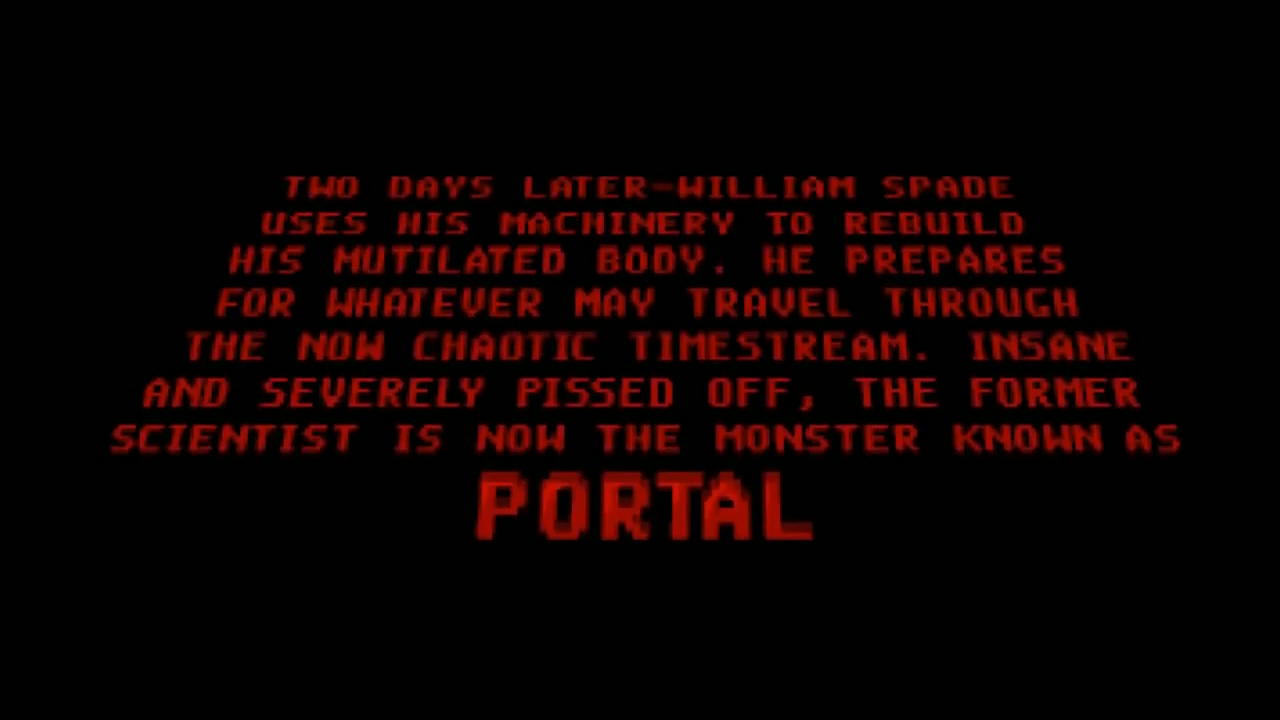 TWO DAYS LATER-WILLIAM SPADE
USES HIS MACHINERY TO REBUILD
HIS MUTILATED BODY. HE PREPARES
FOR WHATEVER MAY TRAVEL THROUGH
THE NOW CHAOTIC TIMESTREAM. INSANE
AND SEVERELY PISSED OFF, THE FORMER
SCIENTIST IS NOW THE MONSTER KNOWN AS
PORTAL